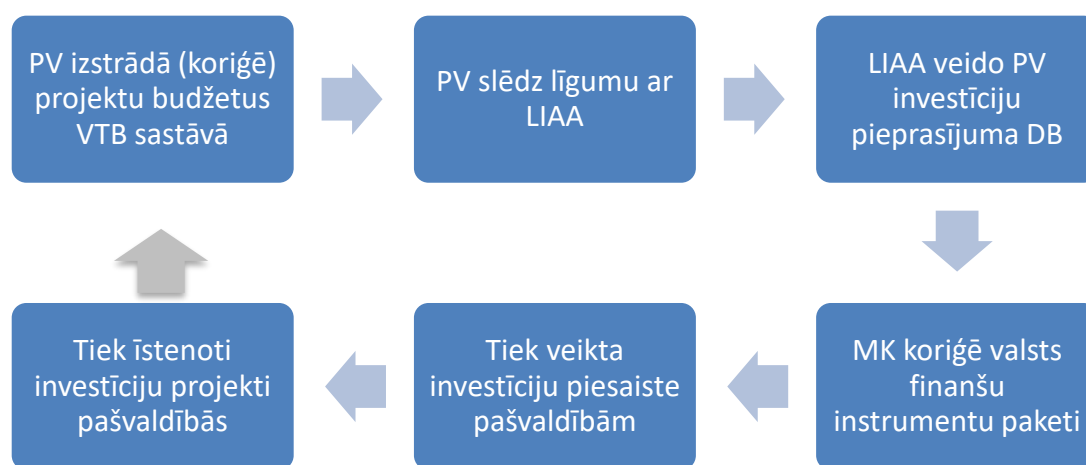 PV izstrādā (koriģē)
projektu budžetus
VTB sastāvā
PV slēdz līgumu ar
LIAA
LIAA veido PV
investīciju
pieprasījuma DB
MK koriģē valsts
finanšu
instrumentu paketi
Tiek veikta
investīciju piesaiste
pašvaldībām
Tiek īstenoti
investīciju projekti
pašvaldībās